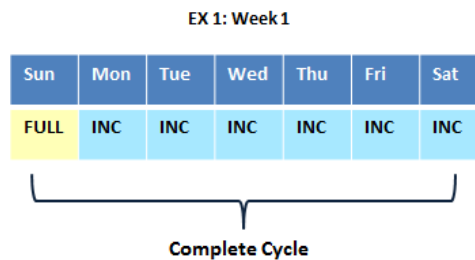 EX 1: Week 1
Sun Mon Tue Wed Thu Fri Sat
FULL INC INC INC INC INC INC
Complete Cycle